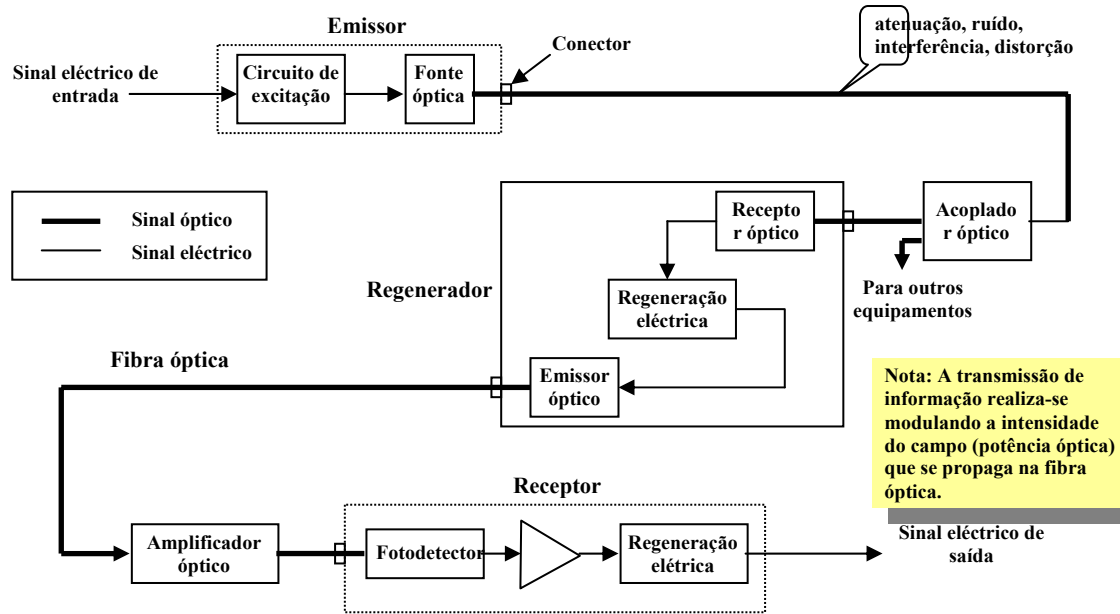 Emissor
Conector
atenuação, ruído,
interferência, distorção
Sinal eléctrico de
entrada
Circuito de
excitação
Fonte
óptica
Sinal óptico
Sinal eléctrico
Recepto
r óptico
Acoplado
r óptico
Regenerador
Regeneração
eléctrica
Para outros
equipamentos
Fibra óptica
Emissor
óptico
Nota: A transmissão de
informação realiza-se
modulando a intensidade
do campo (potência óptica)
que se propaga na fibra
óptica.
Receptor
Amplificador
óptico
Fotodetector
Regeneração
elétrica
Sinal eléctrico de
saída